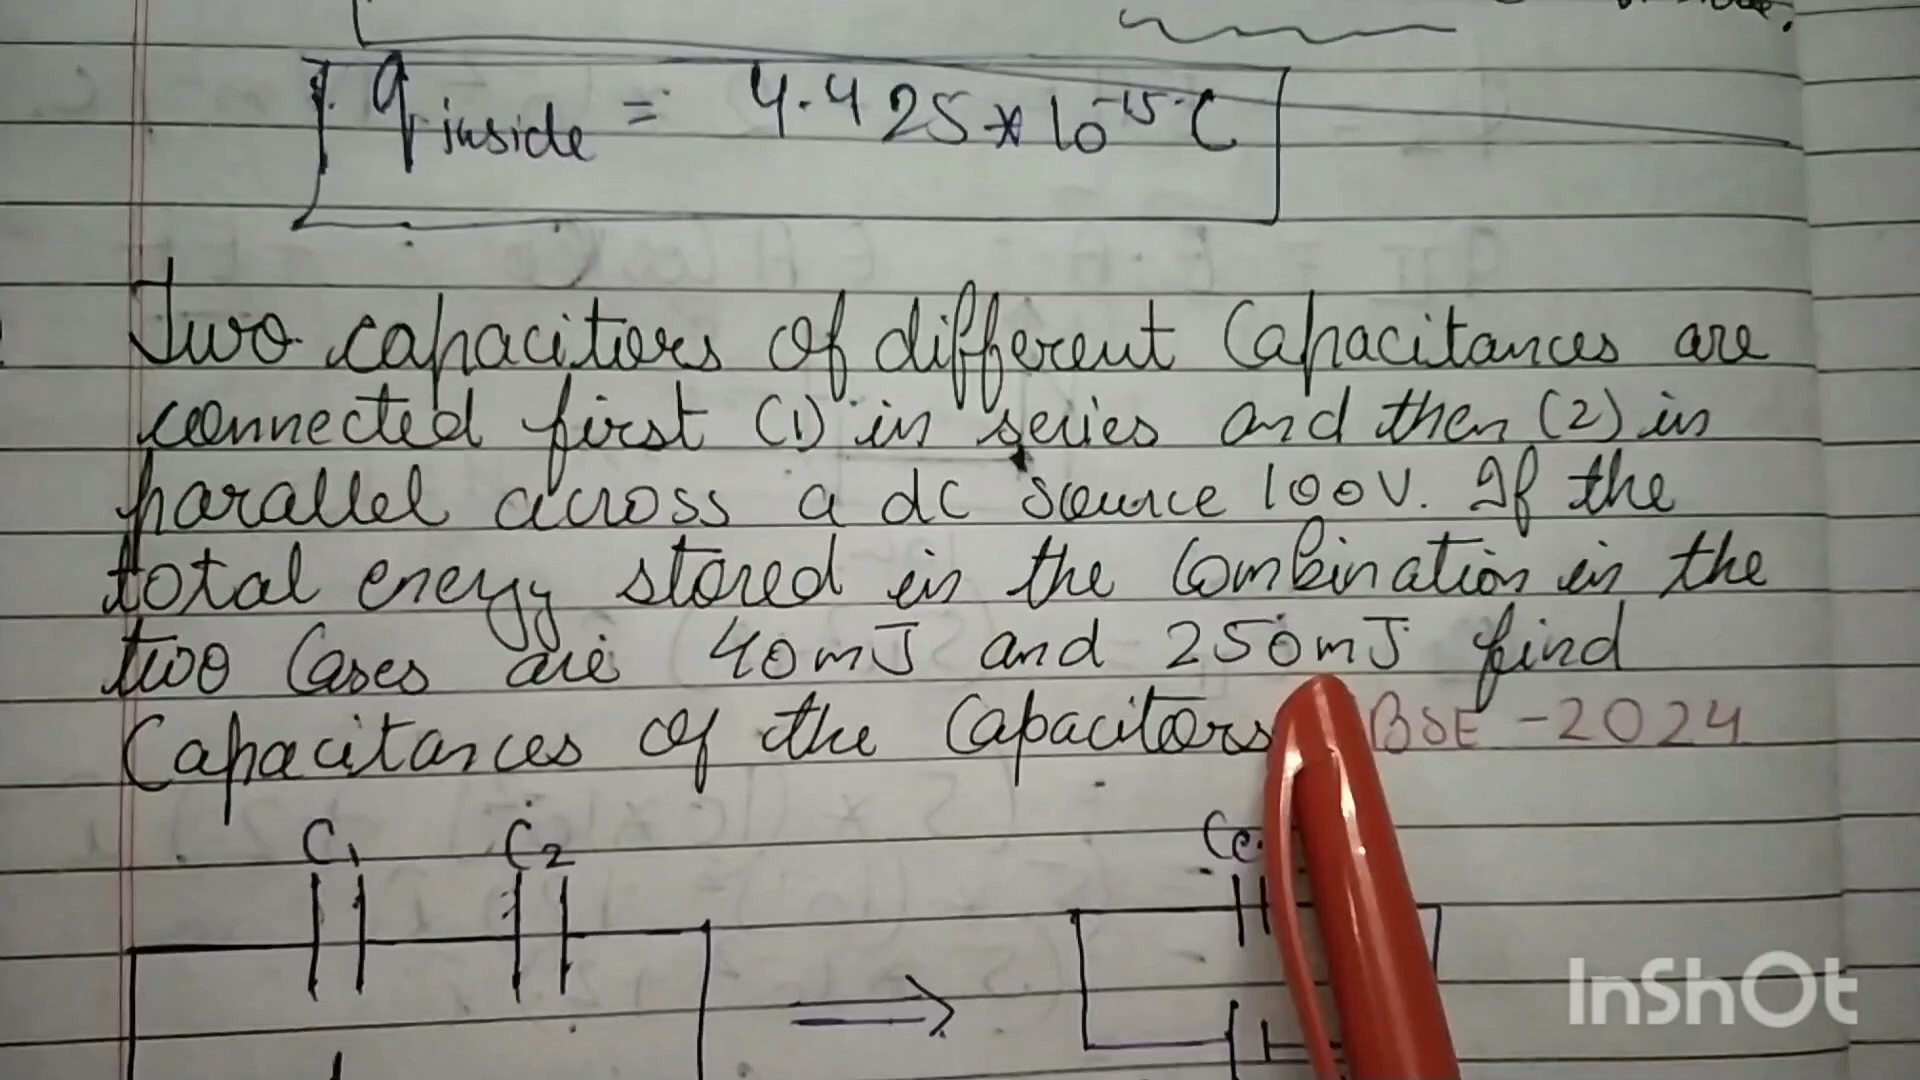 q inside = 4.425 * 10^-15 C
Two capacitiors of different Capacitances are
connected first (1) in series and then (2) in
parallel across a dc source 100V. If the
total energy stored in the Combination in the
two Cases are 40mJ and 250mJ find
Capacitances of the Capacitors BSE - 2024
C1 C2 Ce
InShOt